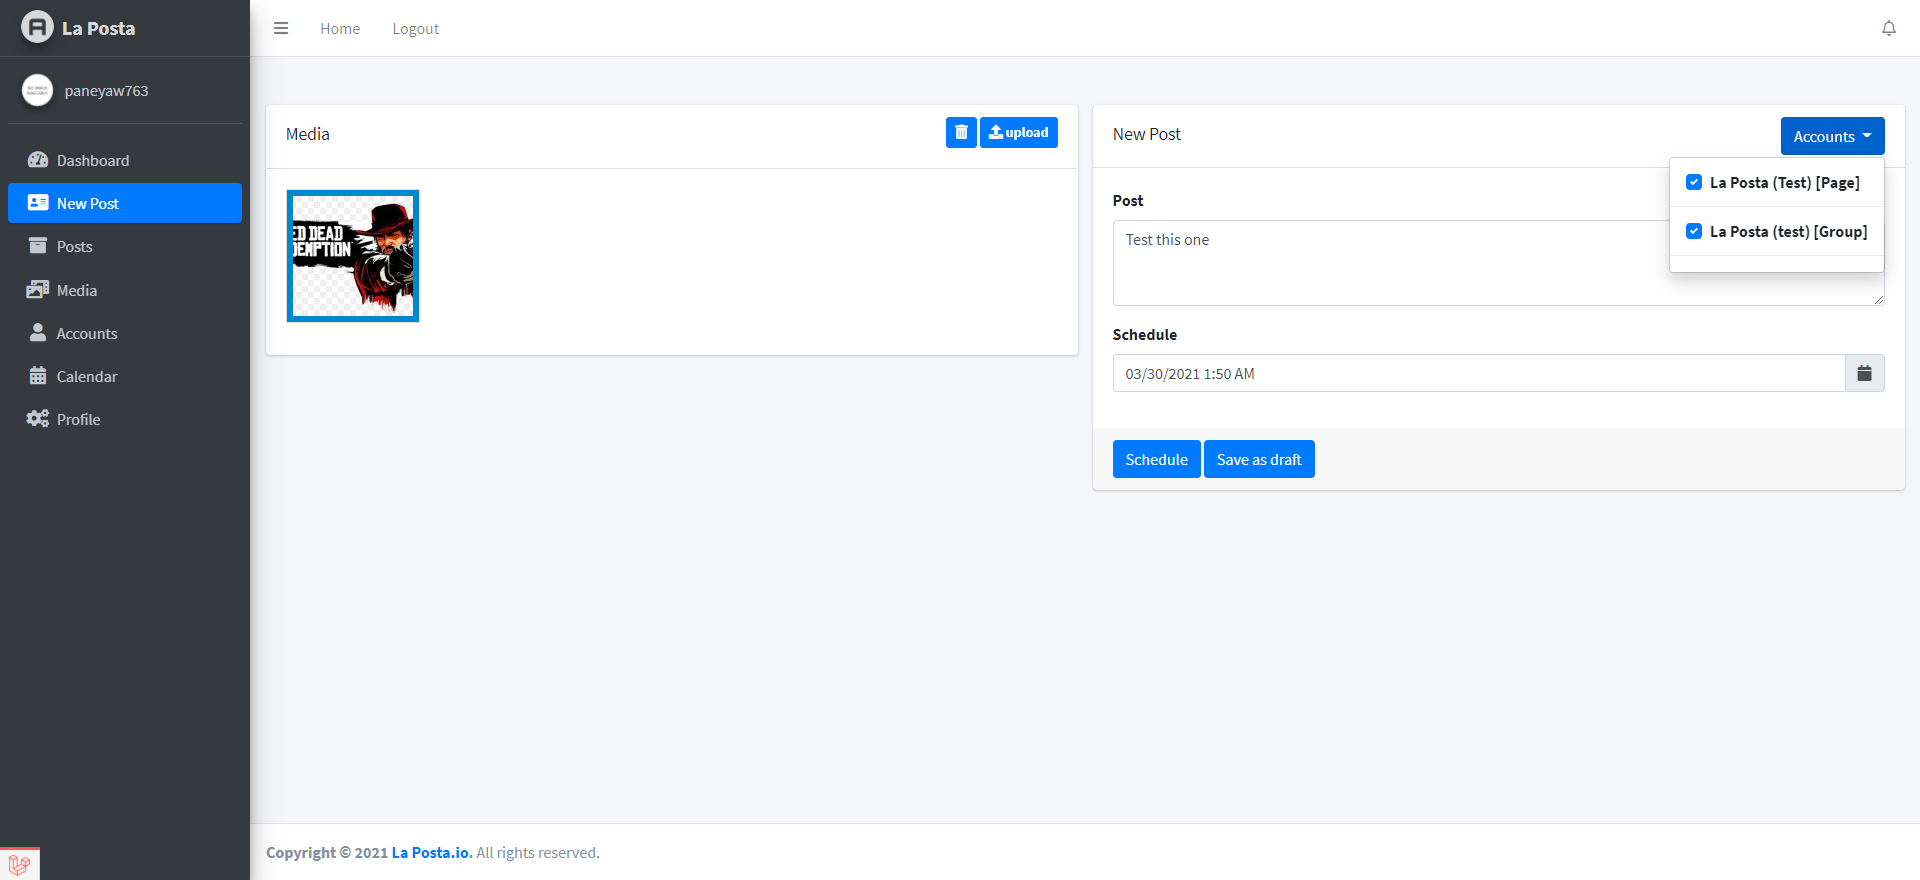 La Posta
Home
Logout
paneyaw763
Dashboard
New Post
Posts
Media
Accounts
Calendar
Profile
Media
upload
ED DEAD
DEMPTION
New Post
Accounts
La Posta (Test) [Page]
La Posta (test) [Group]
Post
Test this one
Schedule
03/30/2021 1:50 AM
Schedule
Save as draft
Copyright © 2021 La Posta.io. All rights reserved.